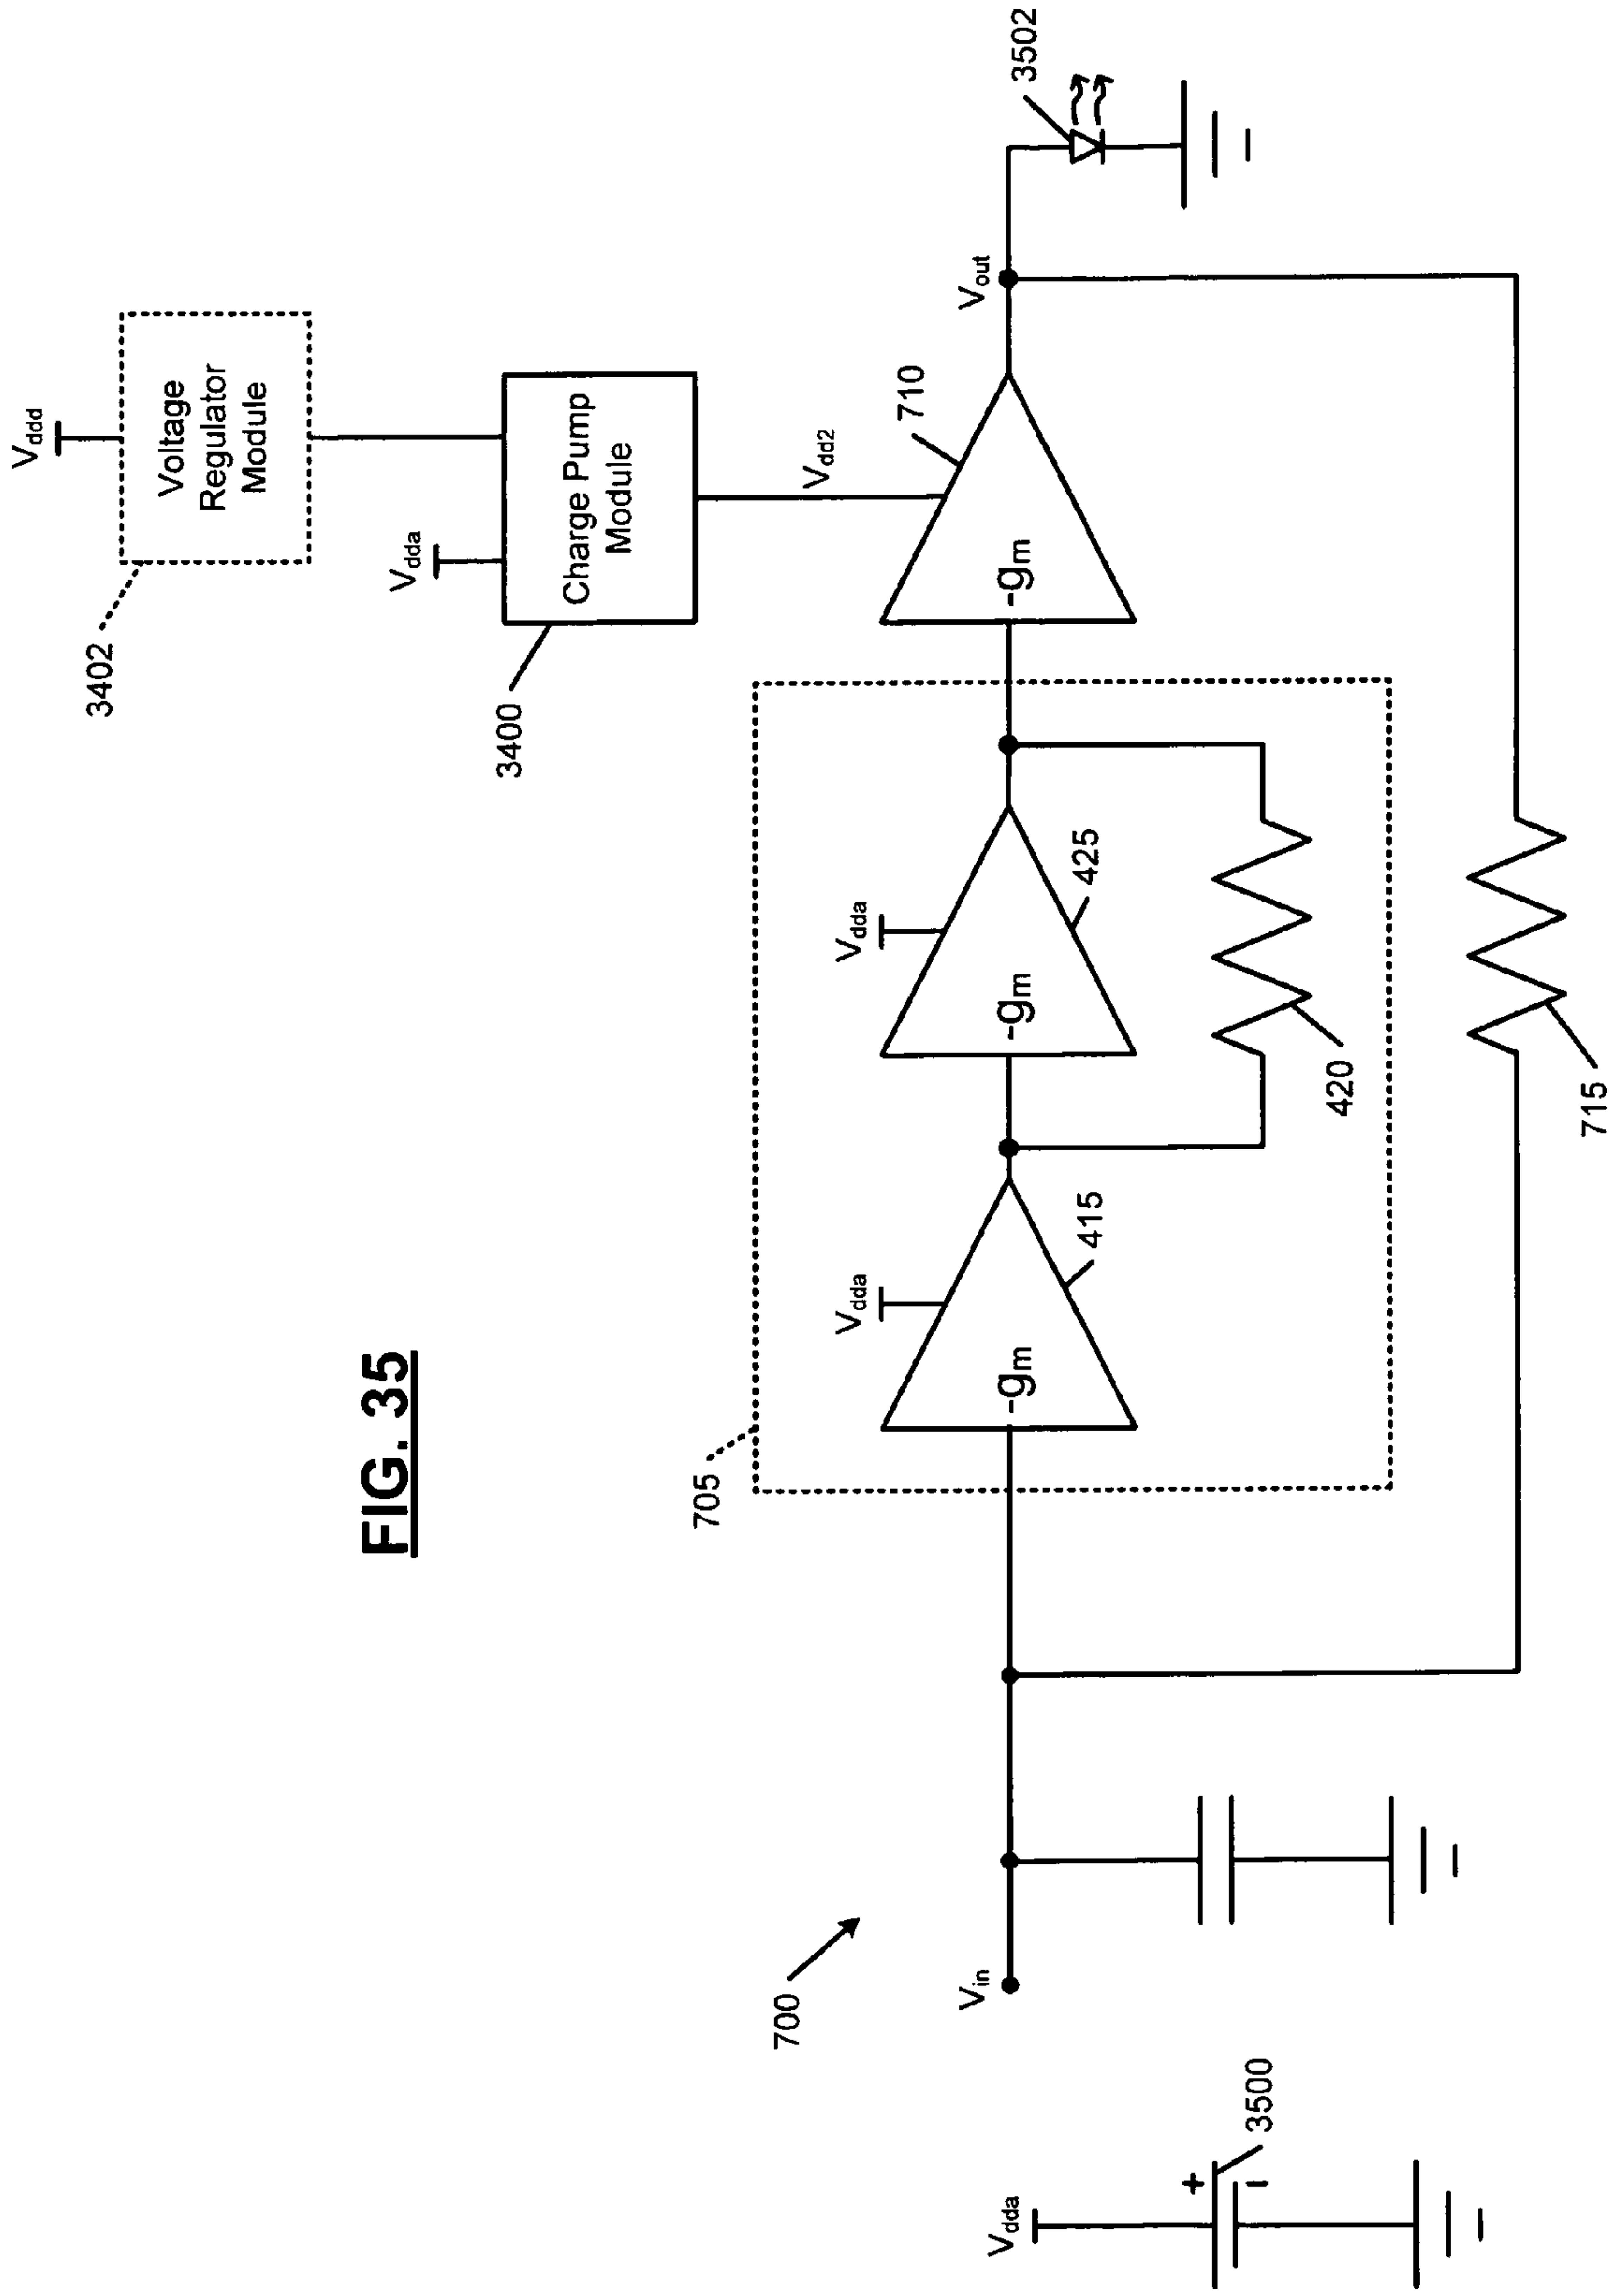 FIG. 35
Vddd
Voltage
Regulator
Module
3402
Vdda
Charge Pump
Module
3400
Vdd2
710
-gm
Vout
3502
705
Vdda
-gm
415
Vdda
-gm
425
420
715
700
Vin
Vdda
+
-
3500